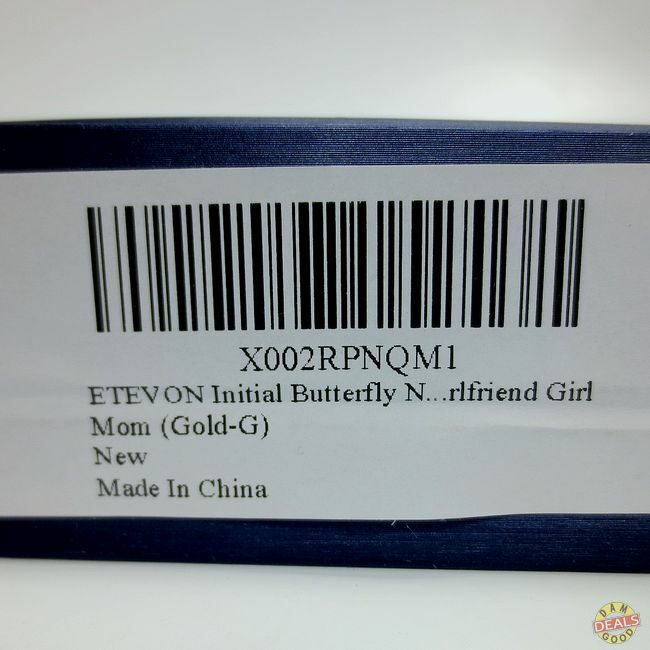 X002RPNQM1
ETEVON Initial Butterfly N...rlfriend Girl
Mom (Gold-G)
New
Made In China
DAM
DEALS
GOOD